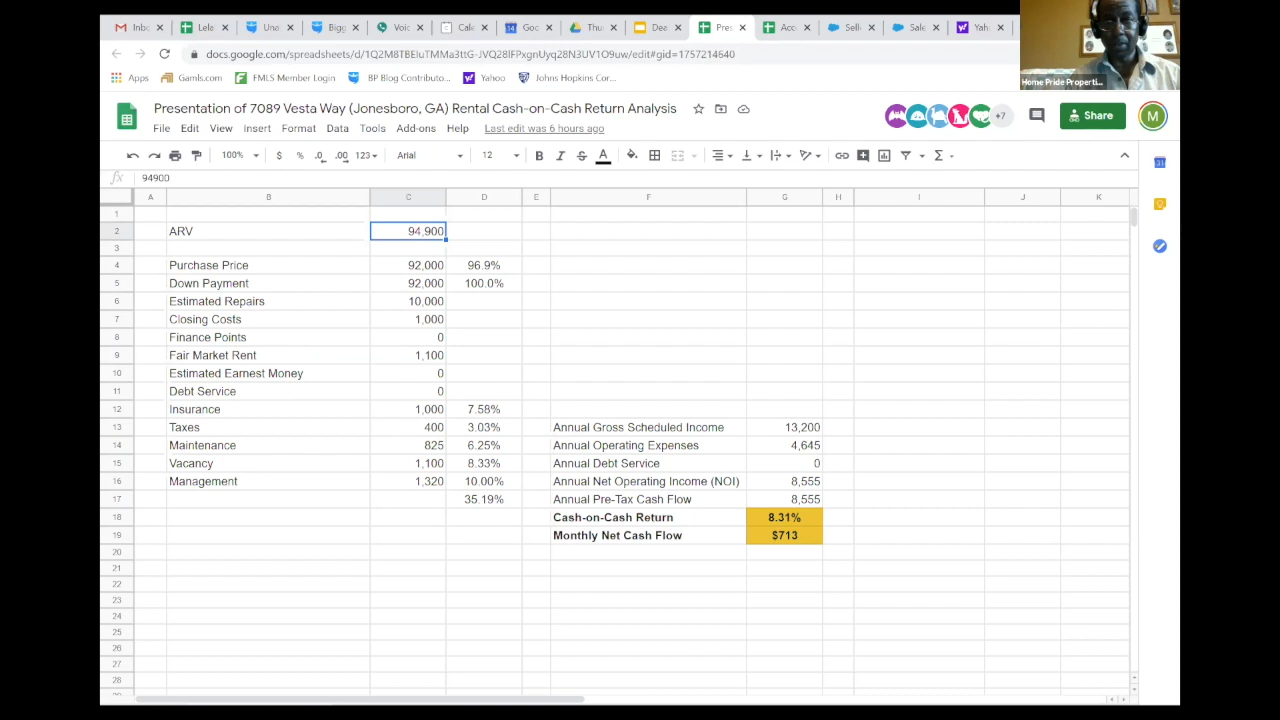 Inbo
Lela
Una
Bigg
Voic
Cale
Goo
Thu
Dea
Pres
Acc
Selle
Sale
Yah
docs.google.com/spreadsheets/d/
edit#gid=1757214640
Apps Gamls.com FMLS Member Login BP Blog Contributo... Yahoo Johns Hopkins Cor...
Home Pride Properti...
Presentation of 7089 Vesta Way (Jonesboro, GA) Rental Cash-on-Cash Return Analysis
File Edit View Insert Format Data Tools Add-ons Help Last edit was 6 hours ago
+7 Share M
100% $ % .0 .00 123 Arial 12 B I S A
fx 94900
A B C D E F G H I J K
1
2 ARV 94,900
3
4 Purchase Price 92,000 96.9%
5 Down Payment 92,000 100.0%
6 Estimated Repairs 10,000
7 Closing Costs 1,000
8 Finance Points 0
9 Fair Market Rent 1,100
10 Estimated Earnest Money 0
11 Debt Service 0
12 Insurance 1,000 7.58%
13 Taxes 400 3.03% Annual Gross Scheduled Income 13,200
14 Maintenance 825 6.25% Annual Operating Expenses 4,645
15 Vacancy 1,100 8.33% Annual Debt Service 0
16 Management 1,320 10.00% Annual Net Operating Income (NOI) 8,555
17 35.19% Annual Pre-Tax Cash Flow 8,555
18 Cash-on-Cash Return 8.31%
19 Monthly Net Cash Flow $713
20
21
22
23
24
25
26
27
28